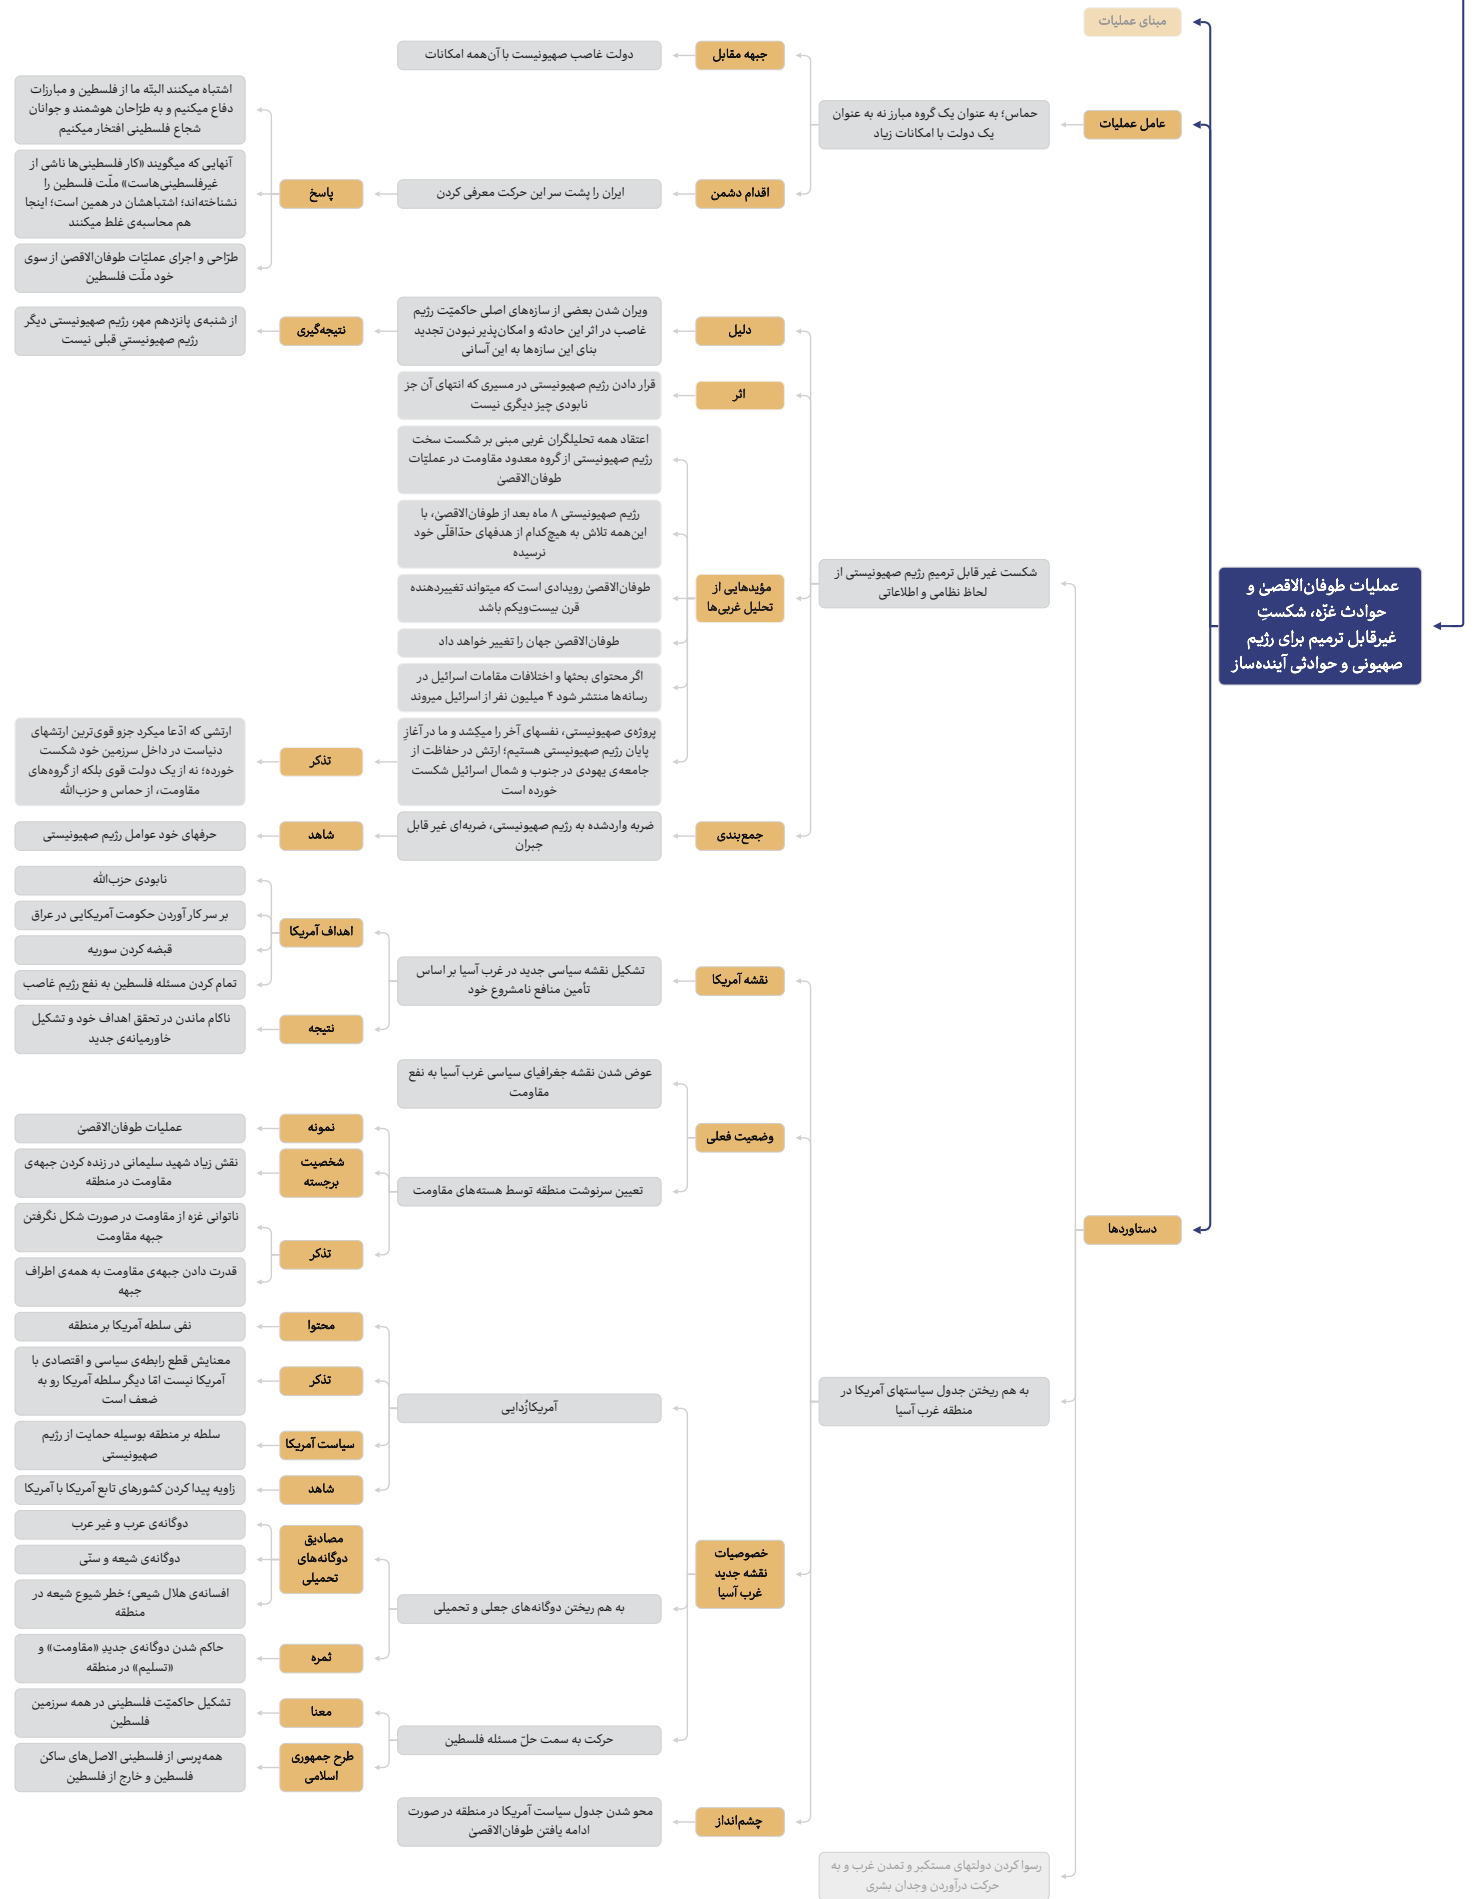 عملیات طوفان‌الاقصیٰ و
حوادث غزّه، شکستِ
غیرقابل ترمیم برای رژیم
صهیونی و حوادثی آینده‌ساز
مبنای عملیات
عامل عملیات
حماس؛ به عنوان یک گروه مبارز نه به عنوان
یک دولت با امکانات زیاد
جبهه مقابل
دولت غاصب صهیونیست با آن‌همه امکانات
اقدام دشمن
ایران را پشت سر این حرکت معرفی کردن
پاسخ
اشتباه میکنند البتّه ما از فلسطین و مبارزات
دفاع میکنیم و به طرّاحان هوشمند و جوانان
شجاع فلسطینی افتخار میکنیم
آنهایی که میگویند «کار فلسطینی‌ها ناشی از
غیرفلسطینی‌هاست» ملّت فلسطین را
نشناخته‌اند؛ اشتباهشان در همین است؛ اینجا
هم محاسبه‌ی غلط میکنند
طرّاحی و اجرای عملیّات طوفان‌الاقصیٰ از سوی
خود ملّت فلسطین
دستاوردها
شکست غیر قابل ترمیمِ رژیم صهیونیستی از
لحاظ نظامی و اطلاعاتی
دلیل
ویران شدن بعضی از سازه‌های اصلی حاکمیّت رژیم
غاصب در اثر این حادثه و امکان‌پذیر نبودن تجدید
بنای این سازه‌ها به این آسانی
نتیجه‌گیری
از شنبه‌ی پانزدهم مهر، رژیم صهیونیستی دیگر
رژیم صهیونیستیِ قبلی نیست
اثر
قرار دادن رژیم صهیونیستی در مسیری که انتهای آن جز
نابودی چیز دیگری نیست
مؤیدهایی از
تحلیل غربی‌ها
اعتقاد همه تحلیلگران غربی مبنی بر شکست سخت
رژیم صهیونیستی از گروه معدود مقاومت در عملیّات
طوفان‌الاقصیٰ
رژیم صهیونیستی ۸ ماه بعد از طوفان‌الاقصیٰ، با
این‌همه تلاش به هیچ‌کدام از هدفهای حدّاقلّی خود
نرسیده
طوفان‌الاقصیٰ رویدادی است که میتواند تغییردهنده
قرن بیست‌ویکم باشد
طوفان‌الاقصیٰ جهان را تغییر خواهد داد
اگر محتوای بحثها و اختلافات مقامات اسرائیل در
رسانه‌ها منتشر شود ۴ میلیون نفر از اسرائیل میروند
پروژه‌ی صهیونیستی، نفسهای آخر را میکِشد و ما در آغازِ
پایان رژیم صهیونیستی هستیم؛ ارتش در حفاظت از
جامعه‌ی یهودی در جنوب و شمال اسرائیل شکست
خورده است
تذکر
ارتشی که ادّعا میکرد جزو قوی‌ترین ارتشهای
دنیاست در داخل سرزمین خود شکست
خورده؛ نه از یک دولت قوی بلکه از گروه‌های
مقاومت، از حماس و حزب‌الله
جمع‌بندی
ضربه واردشده به رژیم صهیونیستی، ضربه‌ای غیر قابل
جبران
شاهد
حرفهای خود عوامل رژیم صهیونیستی
به هم ریختن جدول سیاستهای آمریکا در
منطقه غرب آسیا
نقشه آمریکا
تشکیل نقشه سیاسی جدید در غرب آسیا بر اساس
تأمین منافع نامشروع خود
اهداف آمریکا
نابودی حزب‌الله
بر سر کار آوردن حکومت آمریکایی در عراق
قبضه کردن سوریه
تمام کردن مسئله فلسطین به نفع رژیم غاصب
نتیجه
ناکام ماندن در تحقق اهداف خود و تشکیل
خاورمیانه‌ی جدید
وضعیت فعلی
عوض شدن نقشه جغرافیای سیاسی غرب آسیا به نفع
مقاومت
تعیین سرنوشت منطقه توسط هسته‌های مقاومت
نمونه
عملیات طوفان‌الاقصیٰ
شخصیت
برجسته
نقش زیاد شهید سلیمانی در زنده کردن جبهه‌ی
مقاومت در منطقه
تذکر
ناتوانی غزه از مقاومت در صورت شکل نگرفتن
جبهه مقاومت
قدرت دادن جبهه‌ی مقاومت به همه‌ی اطراف
جبهه
خصوصیات
نقشه جدید
غرب آسیا
آمریکازُدایی
محتوا
نفی سلطه آمریکا بر منطقه
تذکر
معنایش قطع رابطه‌ی سیاسی و اقتصادی با
آمریکا نیست امّا دیگر سلطه آمریکا رو به
ضعف است
سیاست آمریکا
سلطه بر منطقه بوسیله حمایت از رژیم
صهیونیستی
شاهد
زاویه پیدا کردن کشورهای تابع آمریکا با آمریکا
به هم ریختن دوگانه‌های جعلی و تحمیلی
مصادیق
دوگانه‌های
تحمیلی
دوگانه‌ی عرب و غیر عرب
دوگانه‌ی شیعه و سنّی
افسانه‌ی هلال شیعی؛ خطر شیوع شیعه در
منطقه
ثمره
حاکم شدن دوگانه‌ی جدیدِ «مقاومت» و
«تسلیم» در منطقه
حرکت به سمت حلّ مسئله فلسطین
معنا
تشکیل حاکمیّت فلسطینی در همه سرزمین
فلسطین
طرح جمهوری
اسلامی
همه‌پرسی از فلسطینی الاصل‌های ساکن
فلسطین و خارج از فلسطین
چشم‌انداز
محو شدن جدول سیاست آمریکا در منطقه در صورت
ادامه یافتن طوفان‌الاقصیٰ
رسوا کردن دولتهای مستکبر و تمدن غرب و به
حرکت درآوردن وجدان بشری